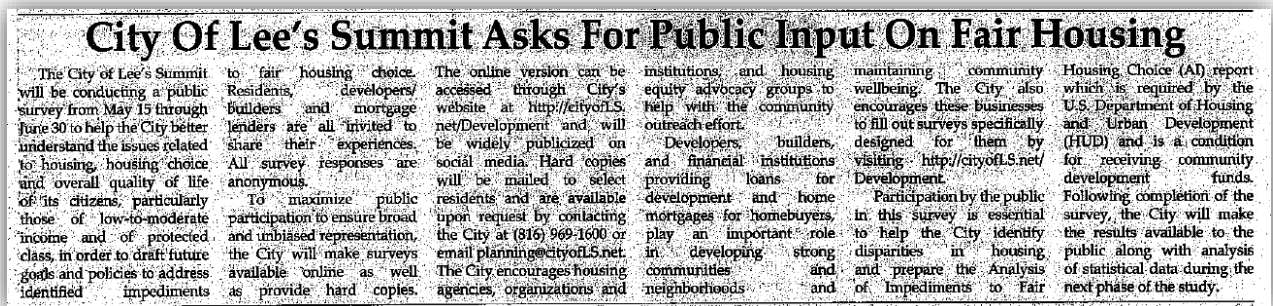 City Of Lee's Summit Asks For Public Input On Fair Housing
The City of Lee's Summit
will be conducting a public
survey from May 15 through
June 30 to help the City better
understand the issues related
to housing, housing choice
and overall quality of life
of its citizens, particularly
those of low-to-moderate
income and of protected
class, in order to draft future
goals and policies to address
identified impediments
to fair housing choice.
Residents, developers/
builders and mortgage
lenders are all invited to
share their experiences.
All survey responses are
anonymous.
To maximize public
participation to ensure broad
and unbiased representation,
the City will make surveys
available online as well
as provide hard copies.
The online version can be
accessed through City's
website at http://cityofLS.
net/Development and will
be widely publicized on
social media. Hard copies
will be mailed to select
residents and are available
upon request by contacting
the City at (816) 969-1600 or
email planning@cityofLS.net.
The City encourages housing
agencies, organizations and
institutions, and housing
equity advocacy groups to
help with the community
outreach effort.
Developers, builders,
and financial institutions
providing loans for
development and home
mortgages for homebuyers,
play an important role
in developing strong
communities and
neighborhoods and
maintaining community
wellbeing. The City also
encourages these businesses
to fill out surveys specifically
designed for them by
visiting http://cityofLS.net/
Development.
Participation by the public
in this survey is essential
to help the City identify
disparities in housing
and prepare the Analysis
of Impediments to Fair
Housing Choice (AI) report
which is required by the
U.S. Department of Housing
and Urban Development
(HUD) and is a condition
for receiving community
development funds.
Following completion of the
survey, the City will make
the results available to the
public along with analysis
of statistical data during the
next phase of the study.